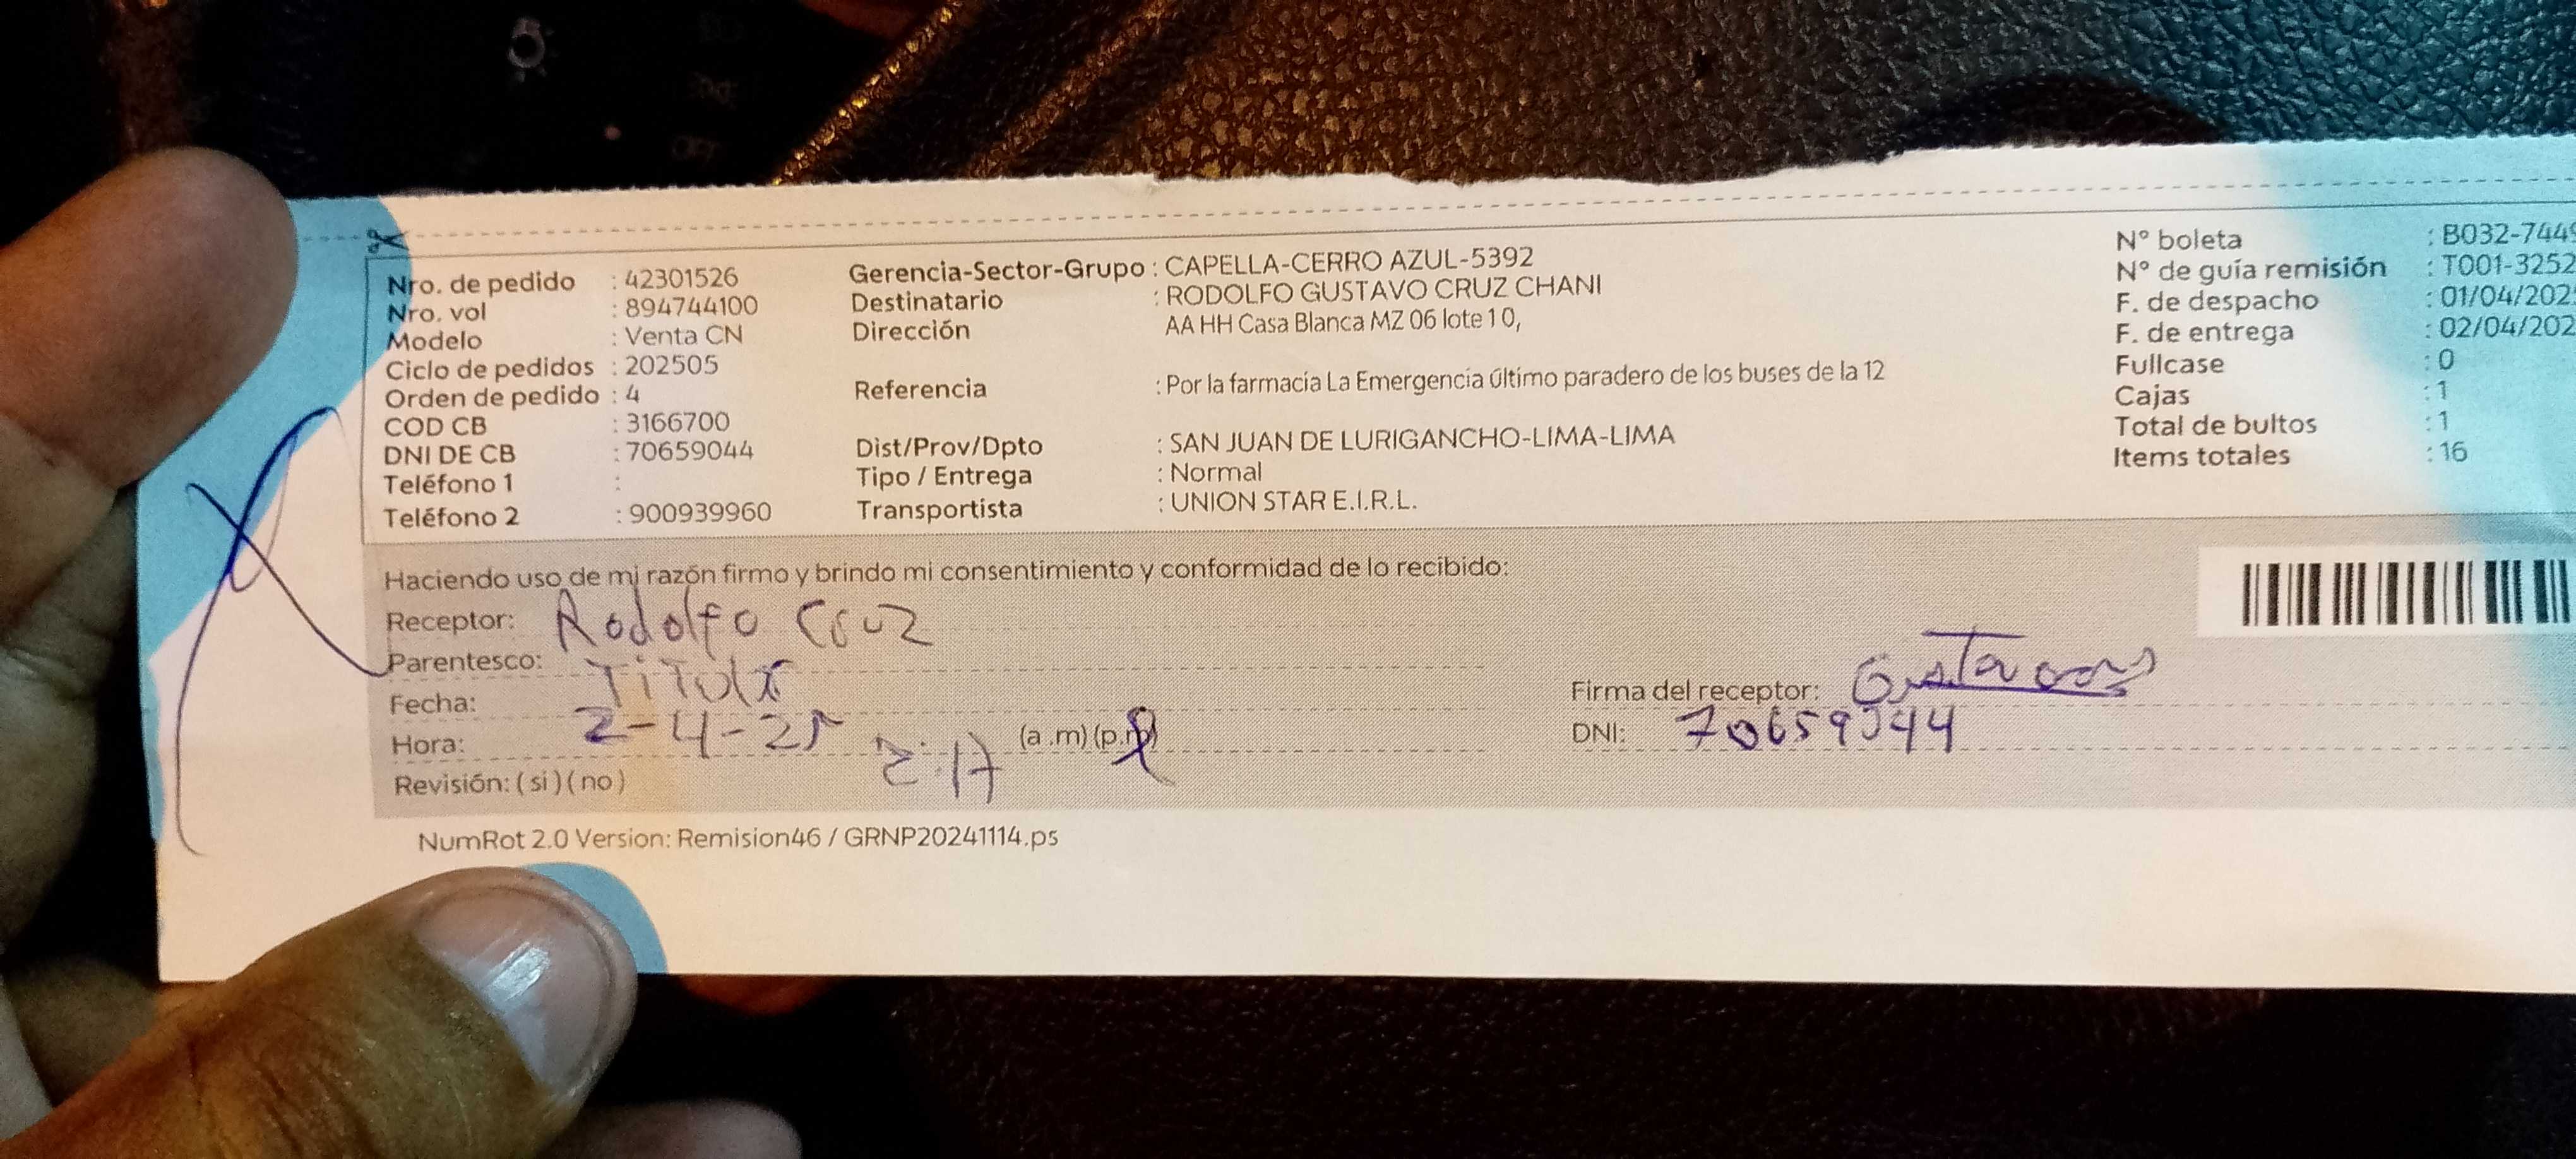 Nro. de pedido : 42301526
Nro. vol : 894744100
Modelo : Venta CN
Ciclo de pedidos : 202505
Orden de pedido : 4
COD CB : 3166700
DNI DE CB : 70659044
Teléfono 1 :
Teléfono 2 : 900939960
Gerencia-Sector-Grupo : CAPELLA-CERRO AZUL-5392
Destinatario : RODOLFO GUSTAVO CRUZ CHANI
Dirección AA HH Casa Blanca MZ 06 lote 10,
Referencia : Por la farmacia La Emergencia último paradero de los buses de la 12
Dist/Prov/Dpto : SAN JUAN DE LURIGANCHO-LIMA-LIMA
Tipo / Entrega : Normal
Transportista : UNION STAR E.I.R.L.
N° boleta : B032-7449
N° de guía remisión : T001-3252
F. de despacho : 01/04/202
F. de entrega : 02/04/202
Fullcase : 0
Cajas : 1
Total de bultos : 1
Items totales : 16
Haciendo uso de mi razón firmo y brindo mi consentimiento y conformidad de lo recibido:
Receptor: Rodolfo Cruz
Parentesco: Titular
Fecha: 2-4-25
Hora: 2:17 (a.m) (p.m)
Revisión: ( si ) ( no )
Firma del receptor:
DNI: 70659044
NumRot 2.0 Version: Remision46 / GRNP20241114.ps